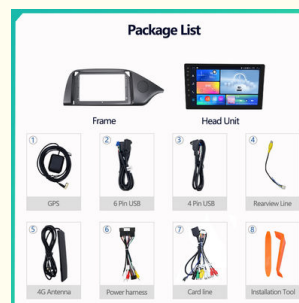 Package List
Frame
Head Unit
①
②
③
④
GPS
6 Pin USB
4 Pin USB
Rearview Line
⑤
⑥
⑦
⑧
4G Antenna
Power harness
Card line
Installation Tool